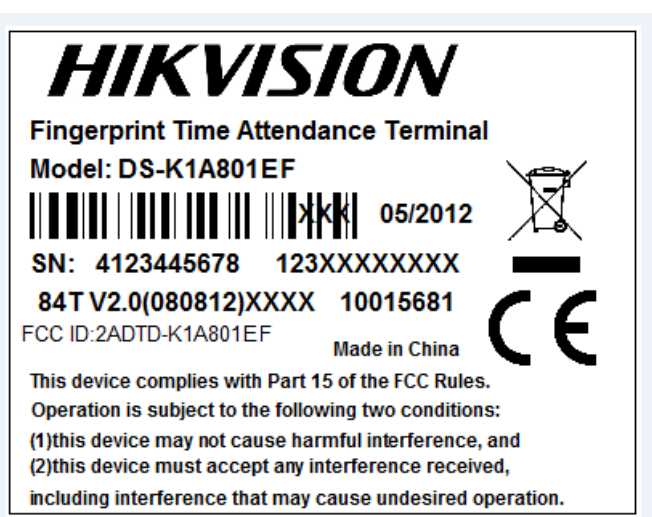 HIKVISION
Fingerprint Time Attendance Terminal
Model: DS-K1A801EF
XXX 05/2012
SN: 4123445678 123XXXXXXXX
84T V2.0(080812)XXXX 10015681
FCC ID:2ADTD-K1A801EF
Made in China
CE
This device complies with Part 15 of the FCC Rules.
Operation is subject to the following two conditions:
(1)this device may not cause harmful interference, and
(2)this device must accept any interference received,
including interference that may cause undesired operation.